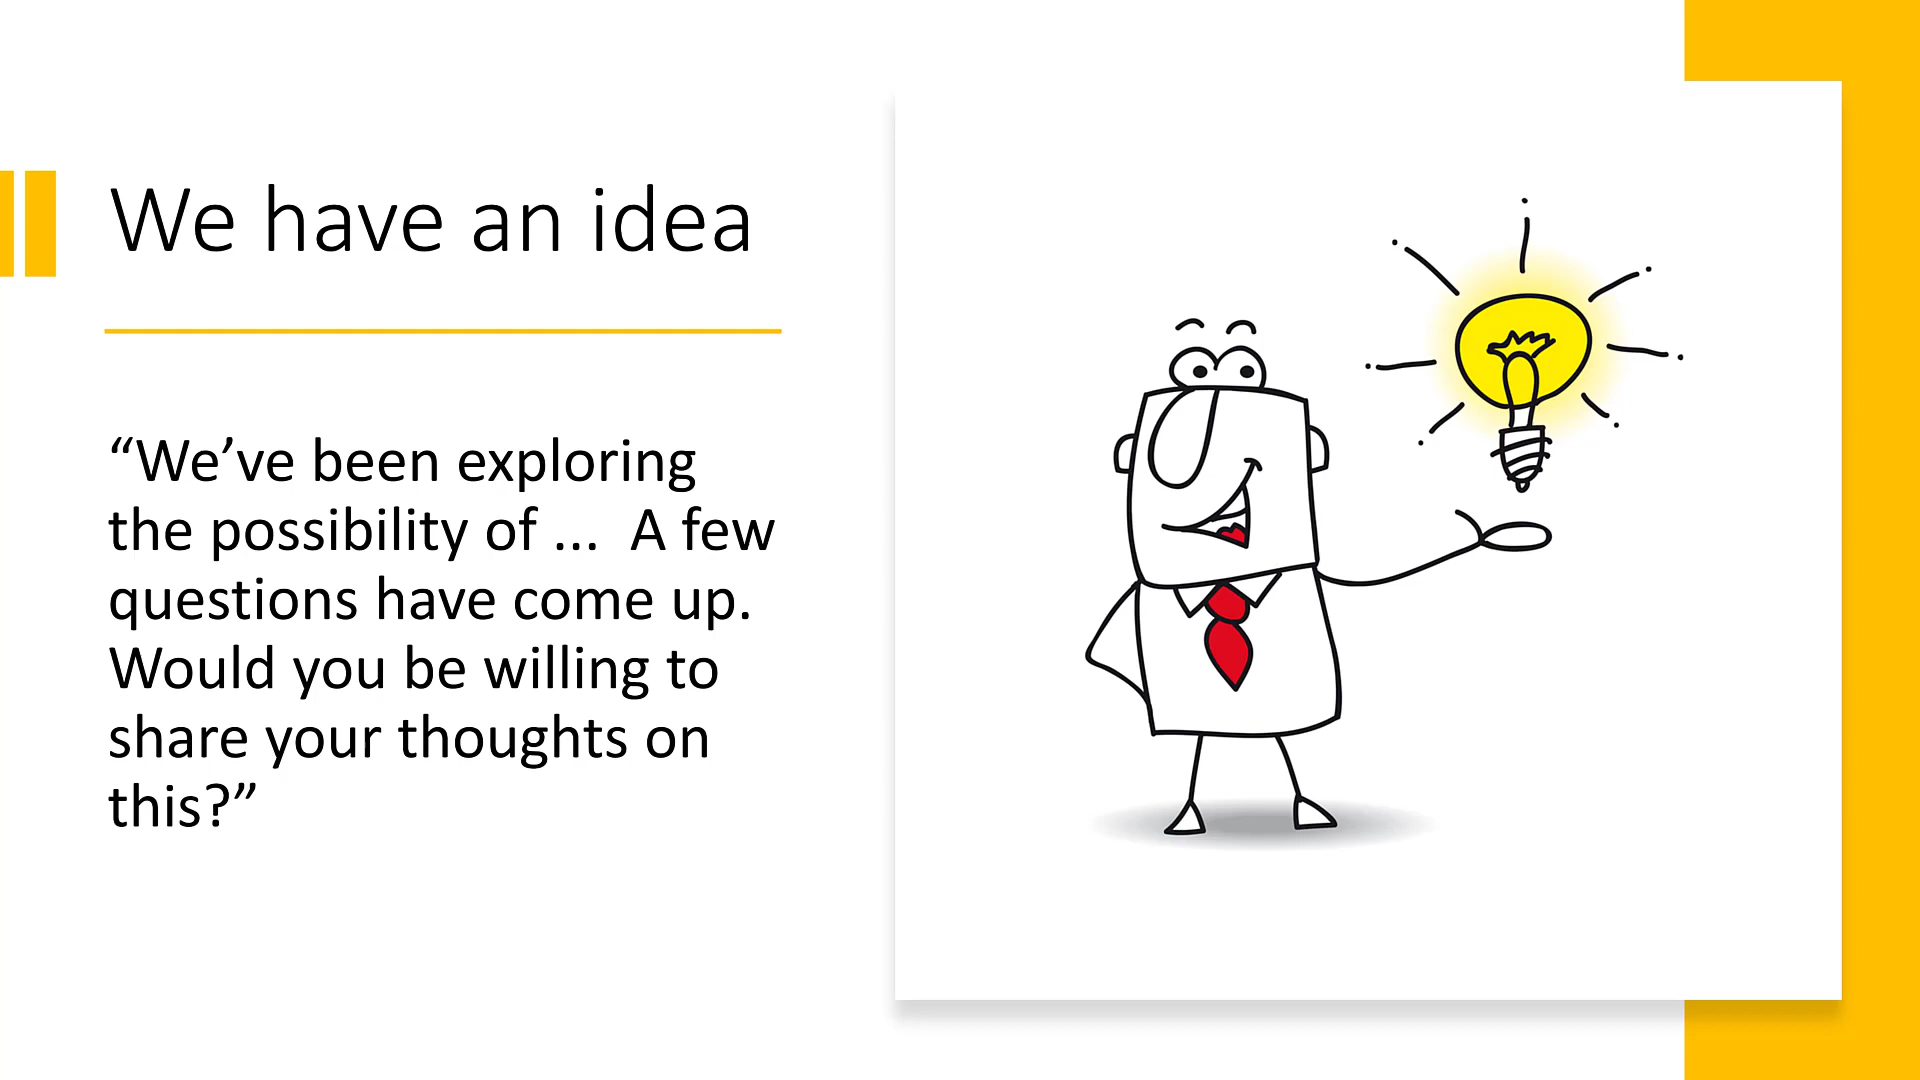 We have an idea
“We’ve been exploring
the possibility of ...  A few
questions have come up.
Would you be willing to
share your thoughts on
this?”